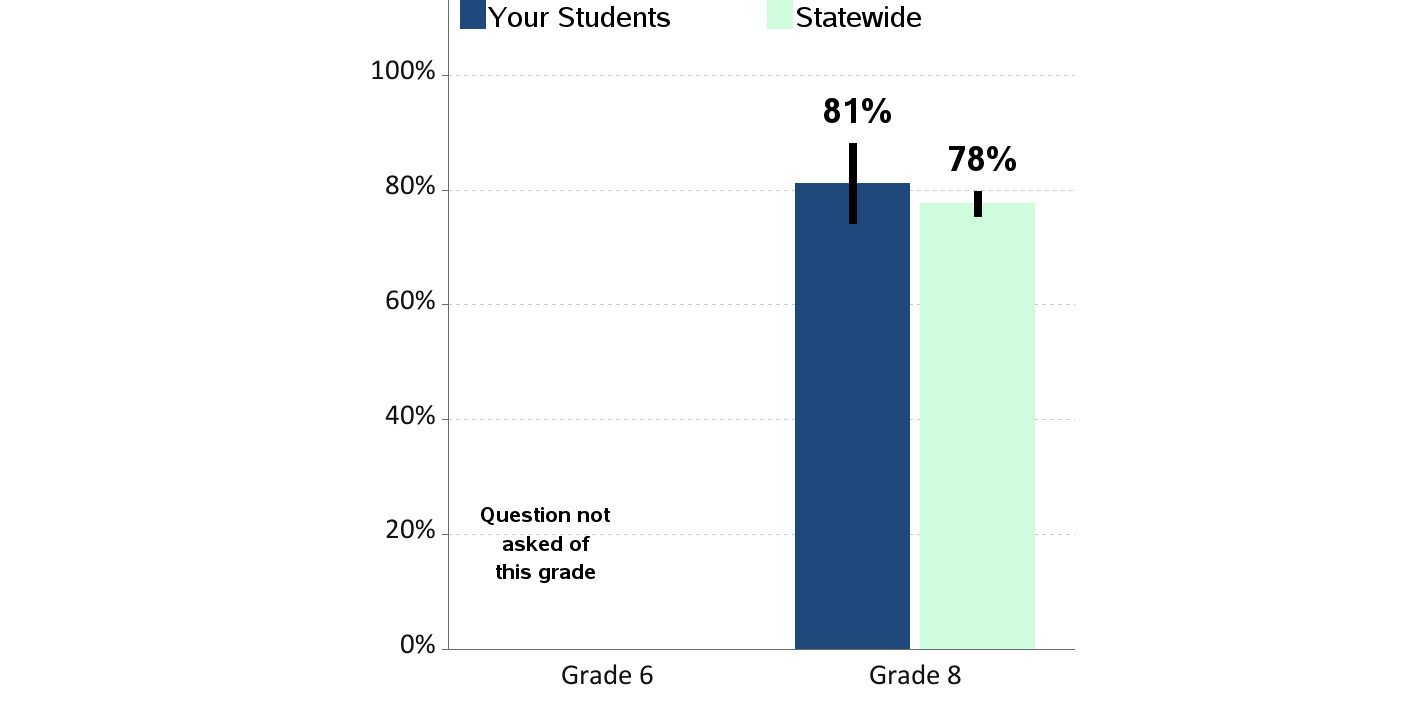 Your Students
Statewide
100%
81%
78%
80%
60%
40%
Question not
asked of
this grade
20%
0%
Grade 6
Grade 8